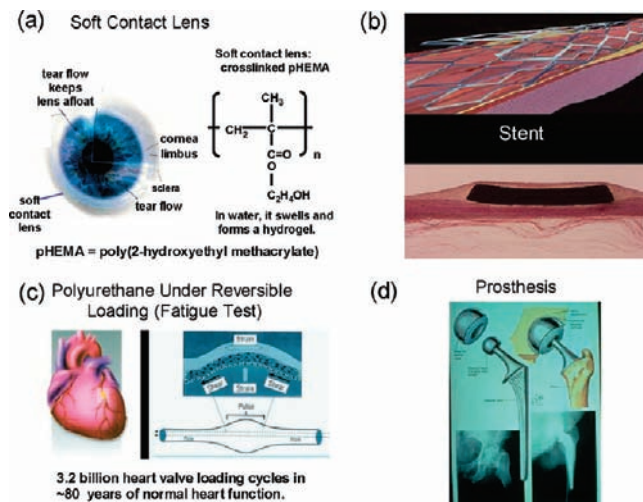 (a) Soft Contact Lens
tear flow
keeps
lens afloat
cornea
limbus
sclera
tear flow
soft
contact
lens
Soft contact lens:
crosslinked pHEMA
CH₃
CH₂ C
C=O
O
C₂H₄OH
n
In water, it swells and
forms a hydrogel.
pHEMA = poly(2-hydroxyethyl methacrylate)
(b)
Stent
(c) Polyurethane Under Reversible
Loading (Fatigue Test)
Strain
Shear
Strain
Shear
Pulse
Flow
3.2 billion heart valve loading cycles in
~80 years of normal heart function.
(d) Prosthesis